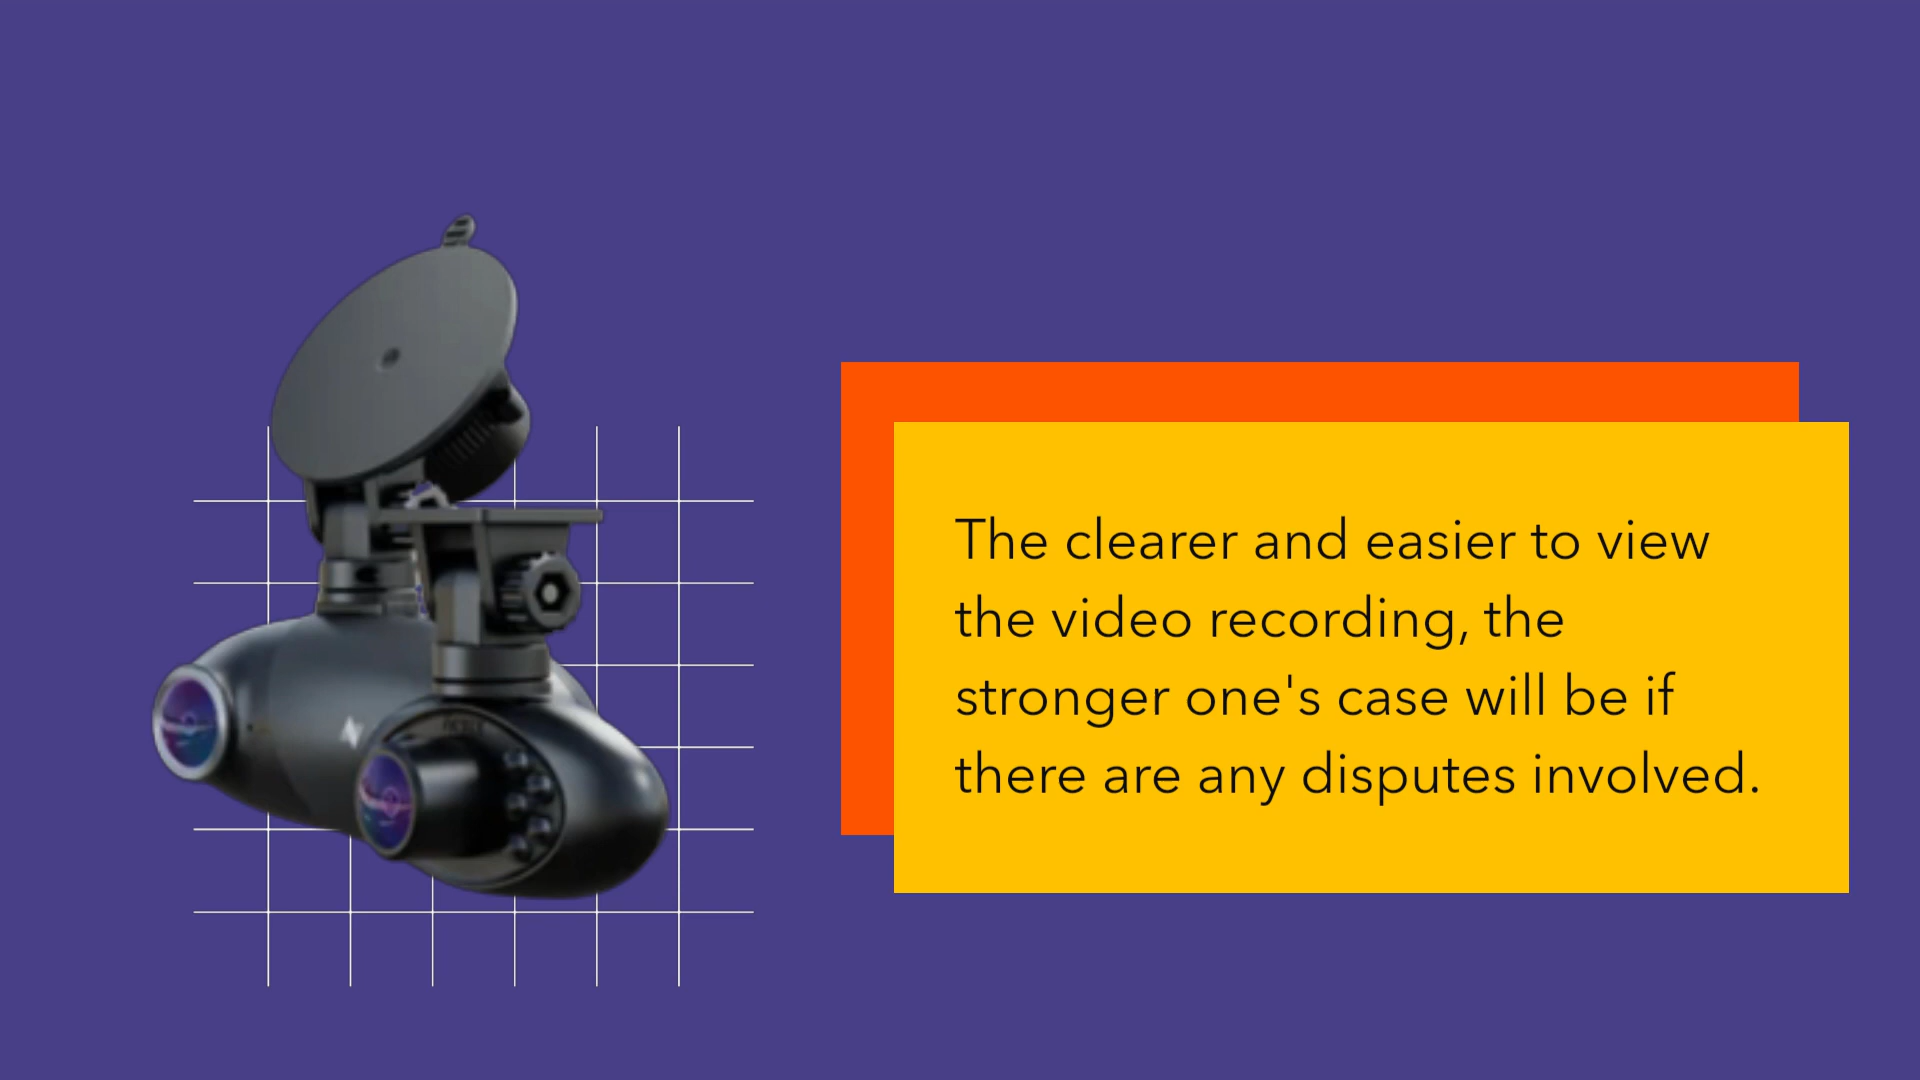 The clearer and easier to view
the video recording, the
stronger one's case will be if
there are any disputes involved.